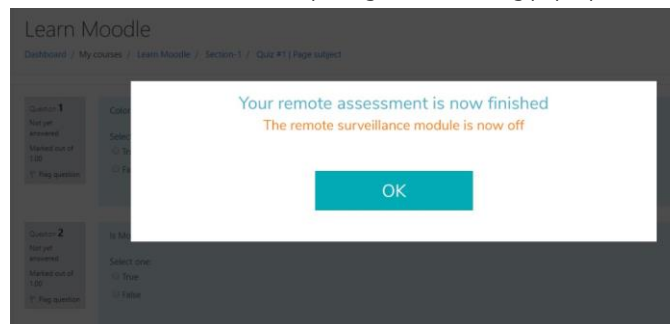 Learn Moodle
Dashboard / My courses / Learn Moodle / Section-1 / Quiz #1 | Page subject
Question 1
Not yet
answered
Marked out of
1.00
Flag question
Your remote assessment is now finished
The remote surveillance module is now off
OK
Question 2
Not yet
answered
Marked out of
1.00
Flag question
Select one:
True
False